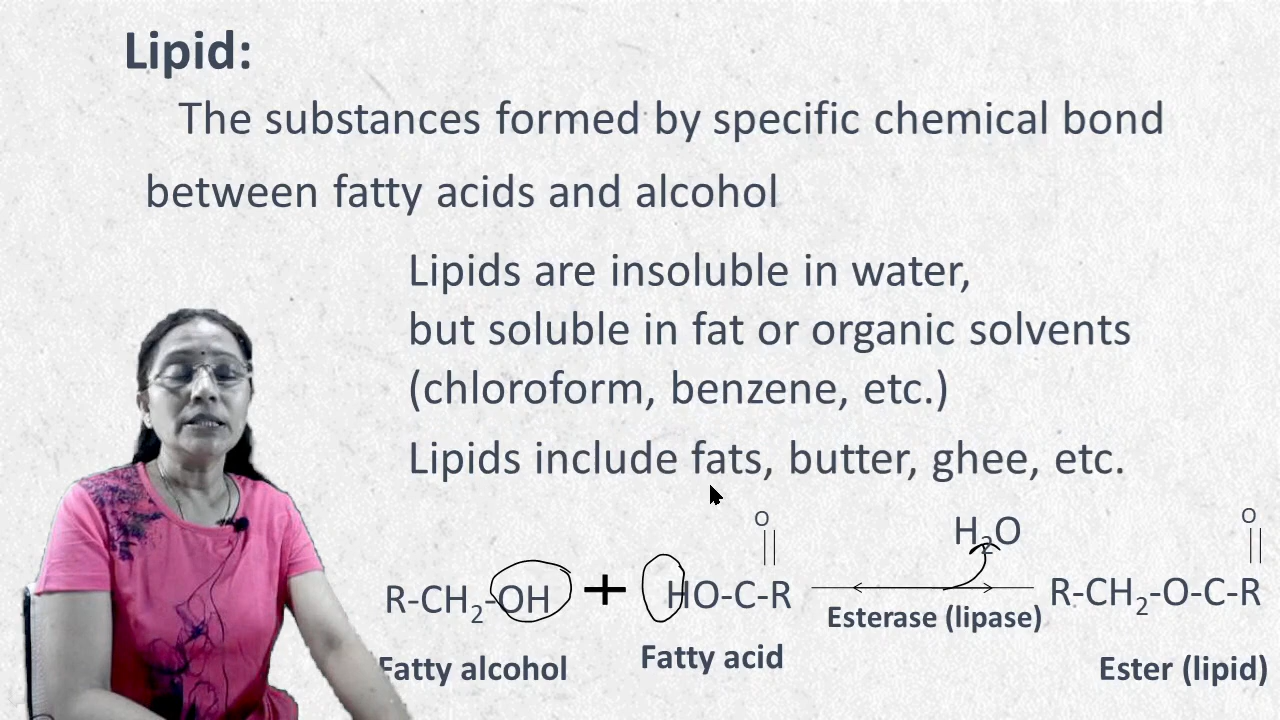 Lipid:
The substances formed by specific chemical bond
between fatty acids and alcohol
Lipids are insoluble in water,
but soluble in fat or organic solvents
(chloroform, benzene, etc.)
Lipids include fats, butter, ghee, etc.
O H₂O O
R-CH₂-OH + HO-C-R R-CH₂-O-C-R
Esterase (lipase)
Fatty alcohol Fatty acid Ester (lipid)